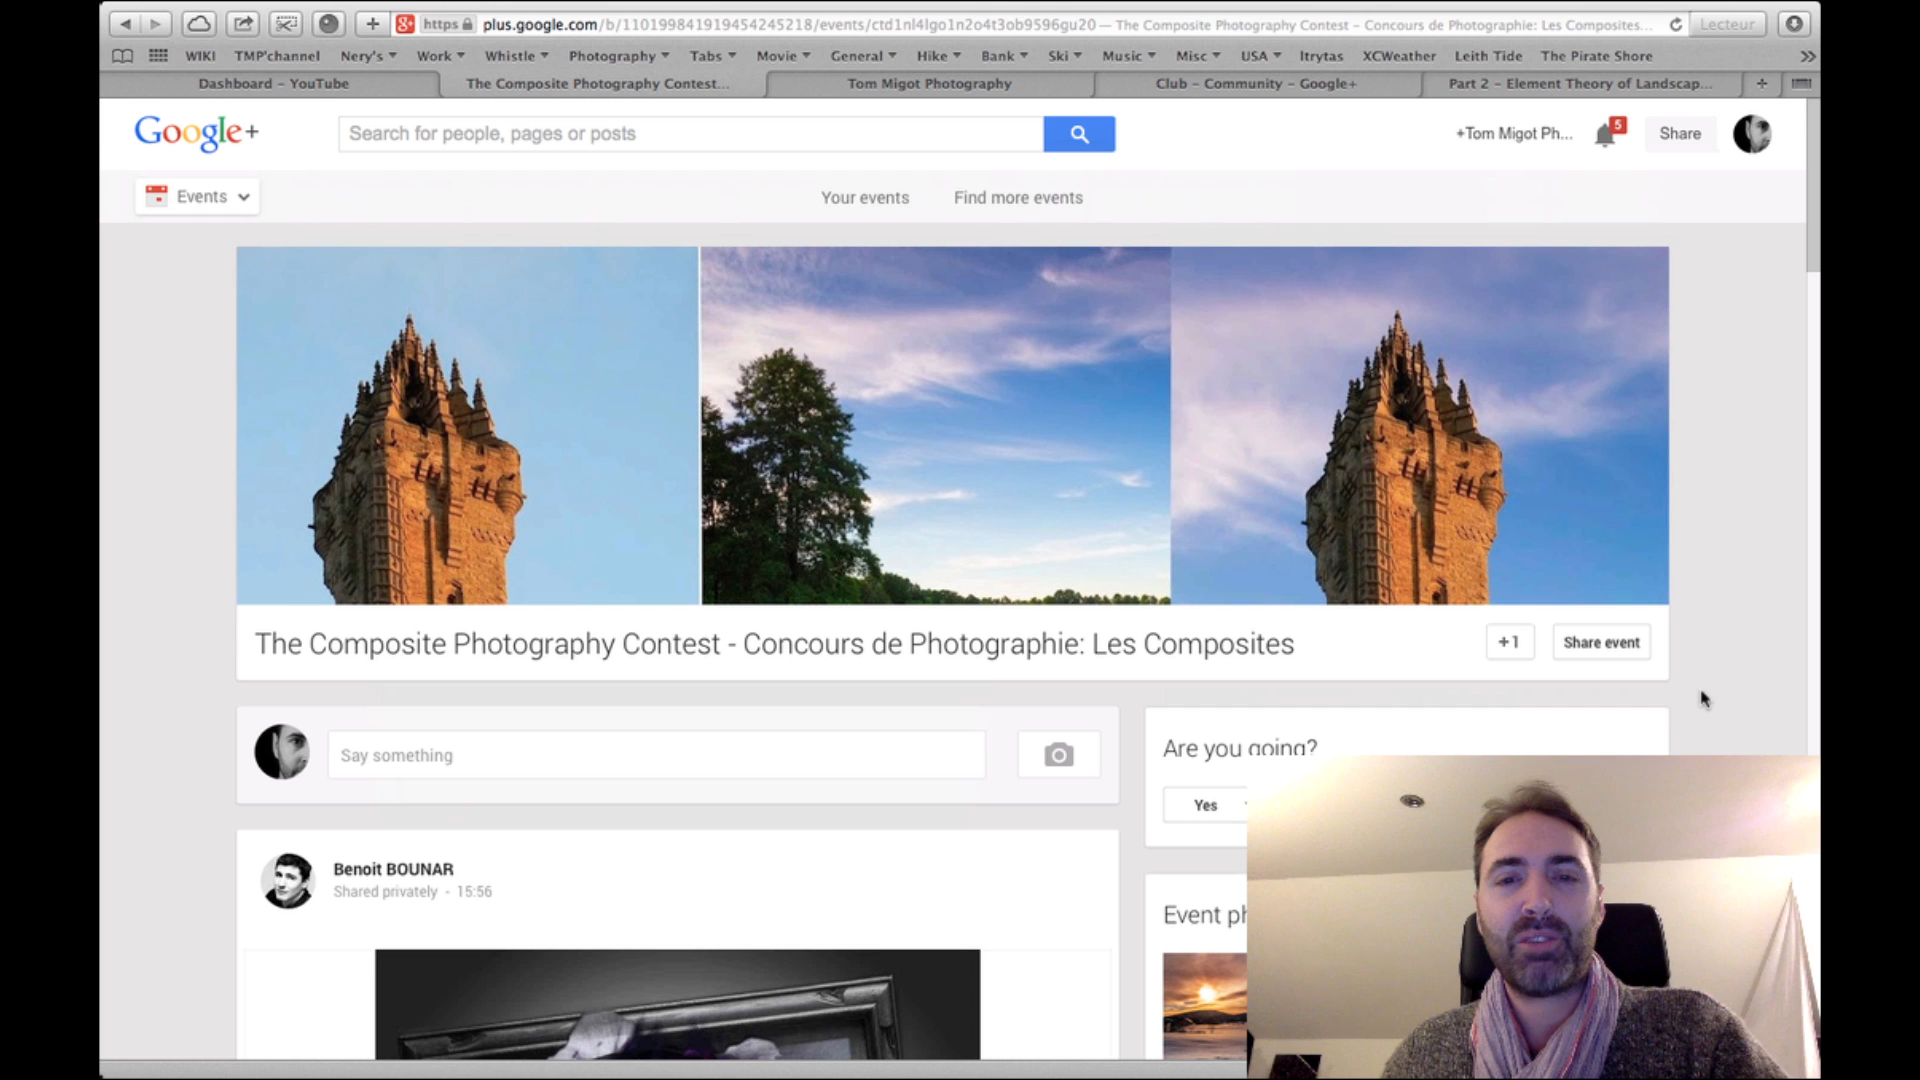 https plus.google.com/b/110199841919454245218/events/ctd1nl4lgo1n2o4t3ob9596gu20 — The Composite Photography Contest – Concours de Photographie: Les Composites... Lecteur
WIKI TMP'channel Nery's Work Whistle Photography Tabs Movie General Hike Bank Ski Music Misc USA Itrytas XCWeather Leith Tide The Pirate Shore
Dashboard – YouTube The Composite Photography Contest... Tom Migot Photography Club – Community – Google+ Part 2 – Element Theory of Landscap...
Google+ Search for people, pages or posts +Tom Migot Ph... 5 Share
Events Your events Find more events
The Composite Photography Contest - Concours de Photographie: Les Composites +1 Share event
Say something
Are you going?
Yes
Benoit BOUNAR
Shared privately - 15:56
Event ph